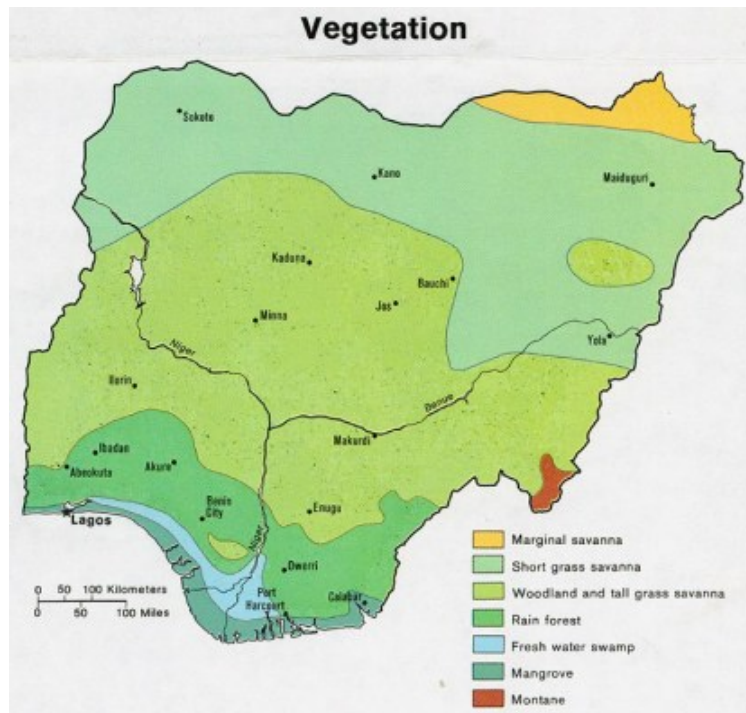 Vegetation
Sokoto
Kano
Maiduguri
Kaduna
Bauchi
Jos
Minna
Yola
Niger
Ilorin
Benue
Makurdi
Ibadan
Abeokuta
Akure
Benin
City
Enugu
Lagos
Niger
Owerri
Port
Harcourt
Calabar
0 50 100 Kilometers
0 50 100 Miles
Marginal savanna
Short grass savanna
Woodland and tall grass savanna
Rain forest
Fresh water swamp
Mangrove
Montane